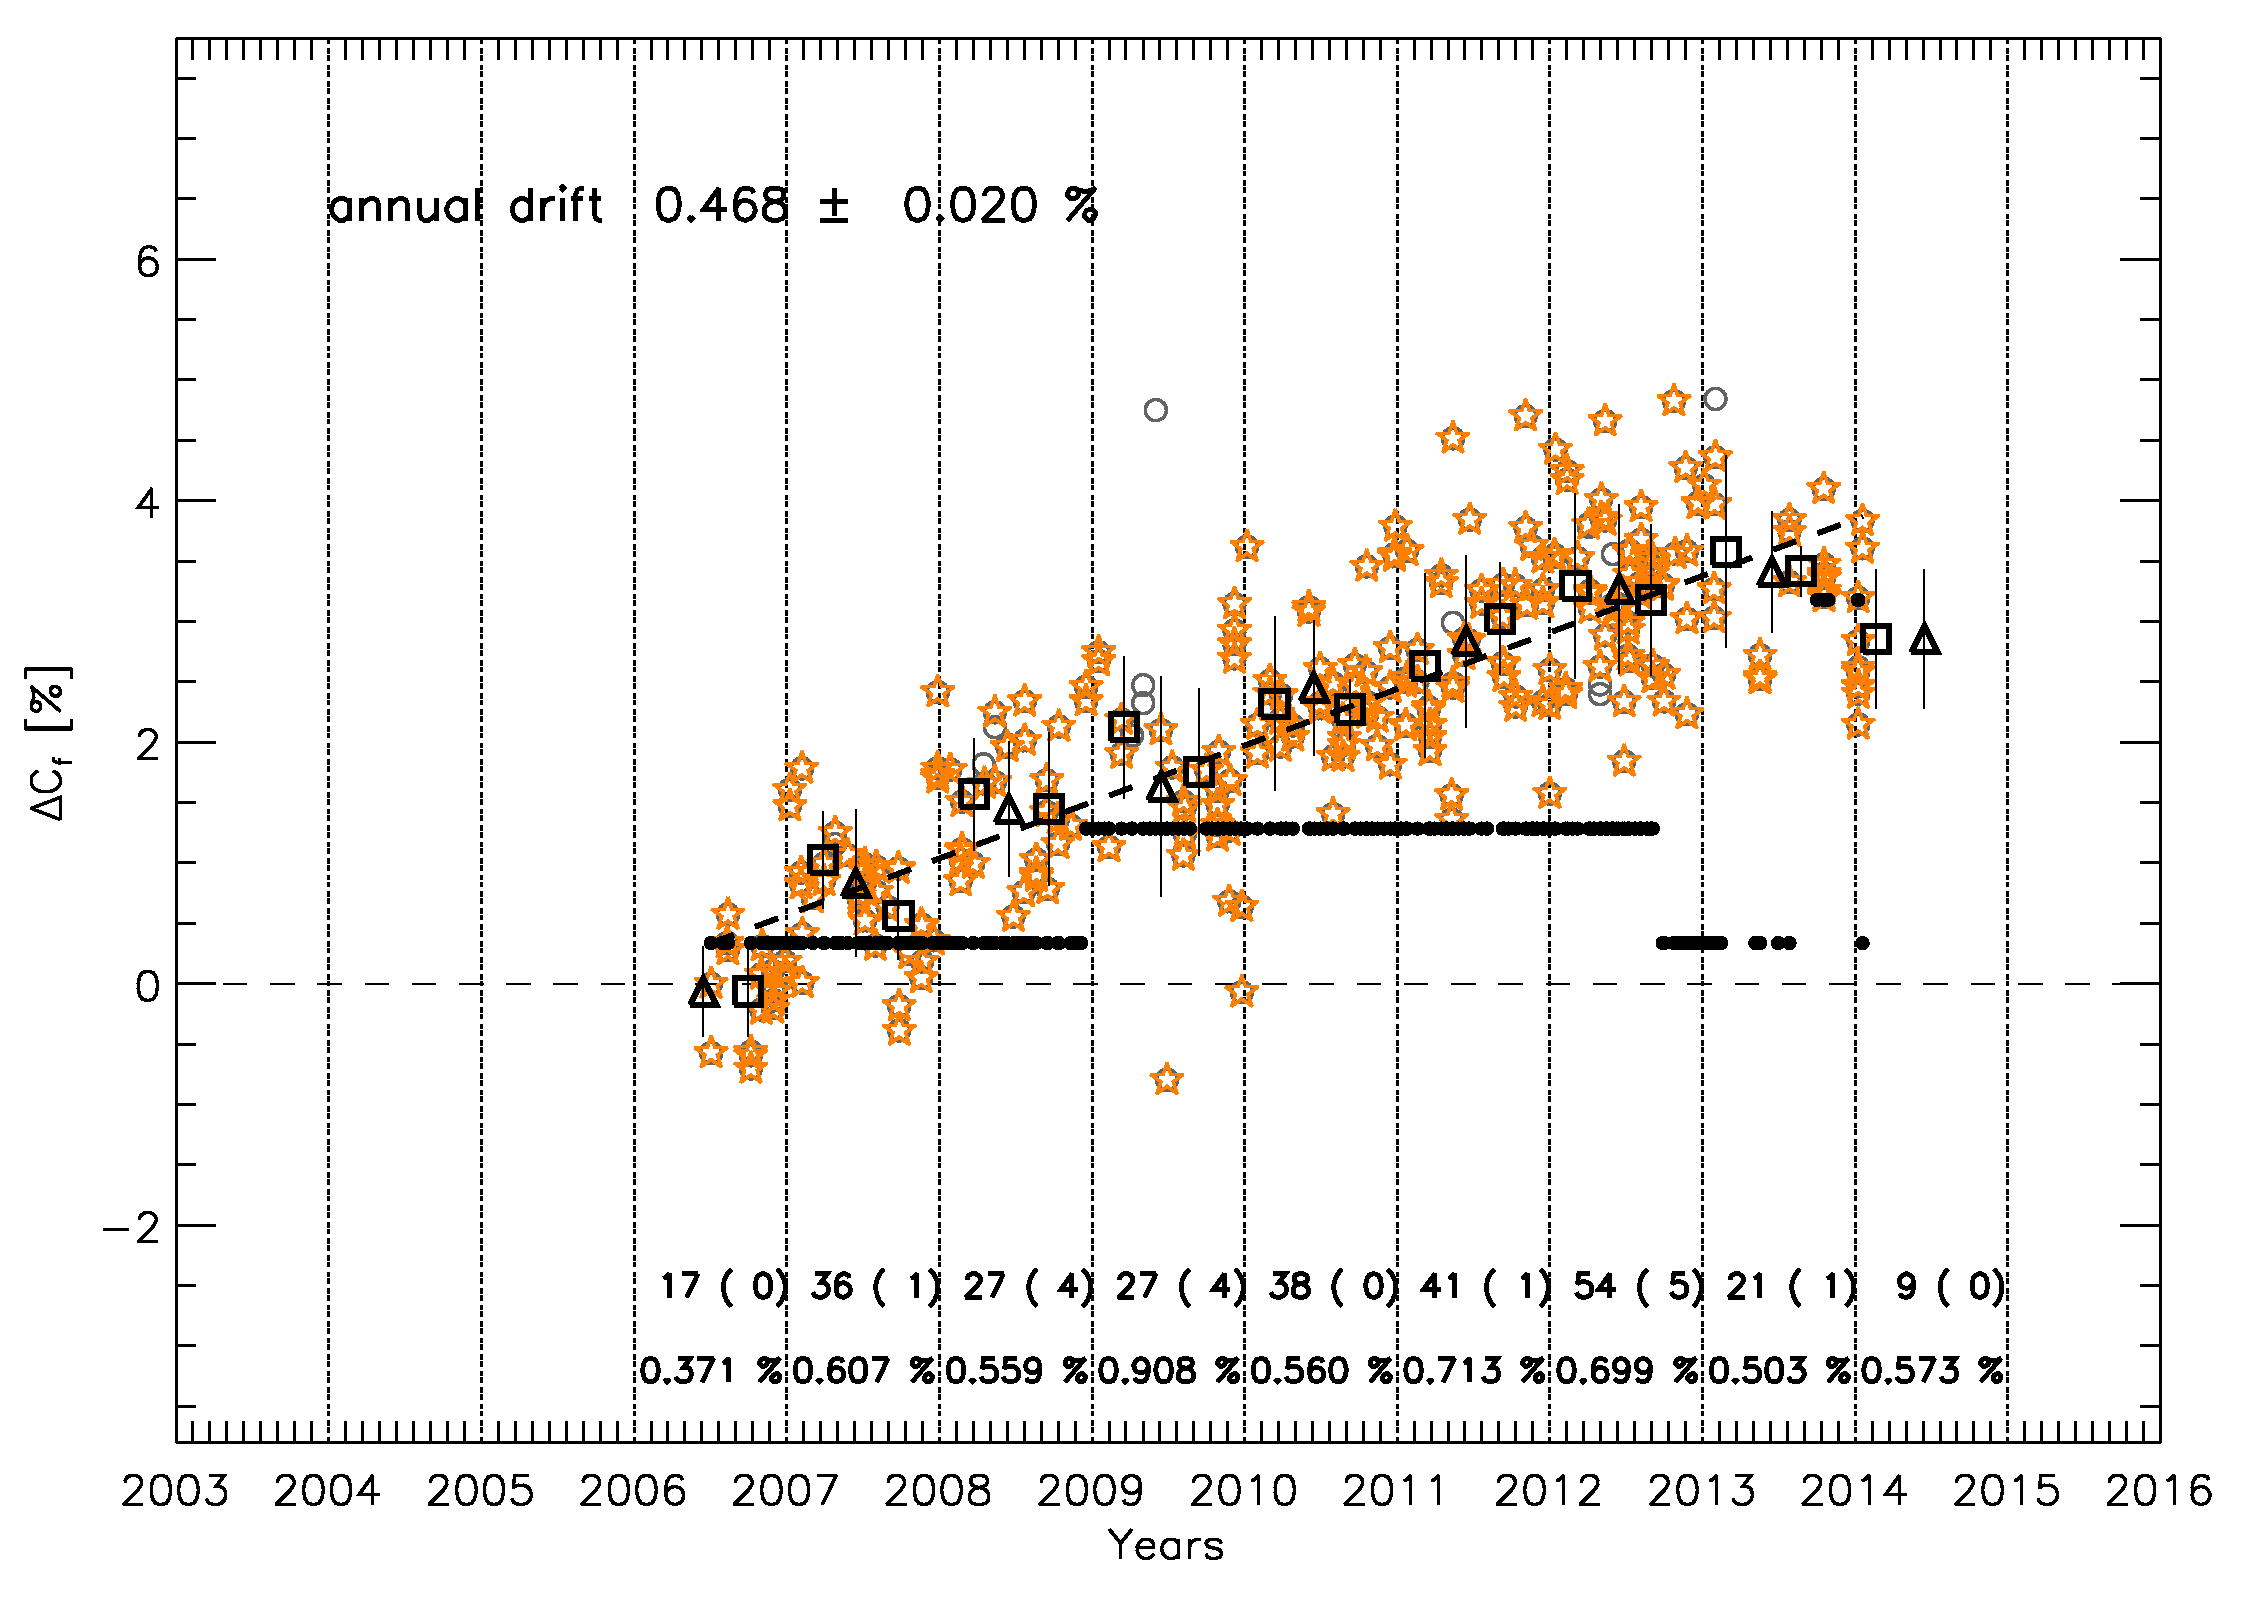 annual drift 0.468 ± 0.020 %
6
4
2
0
−2
ΔCf [%]
17 ( 0) 36 ( 1) 27 ( 4) 27 ( 4) 38 ( 0) 41 ( 1) 54 ( 5) 21 ( 1) 9 ( 0)
0.371 % 0.607 % 0.559 % 0.908 % 0.560 % 0.713 % 0.699 % 0.503 % 0.573 %
2003 2004 2005 2006 2007 2008 2009 2010 2011 2012 2013 2014 2015 2016
Years